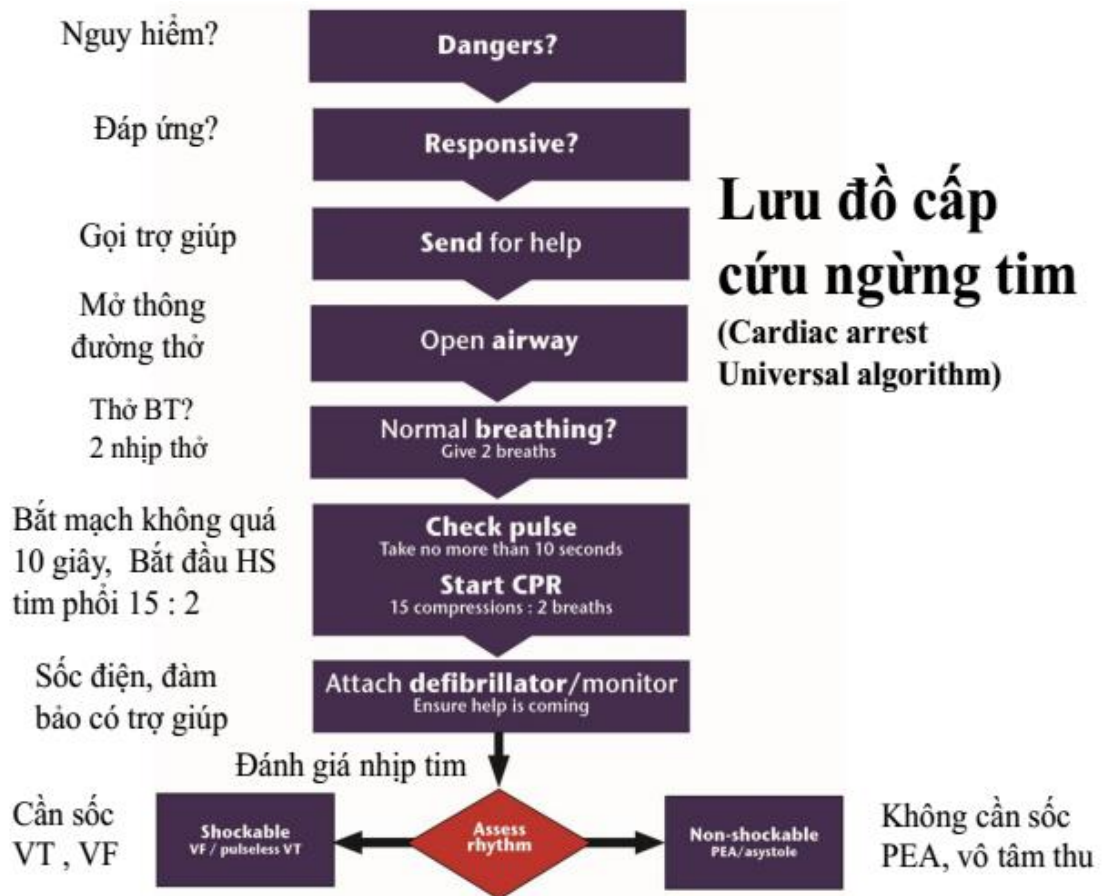 Nguy hiểm?
Dangers?
Đáp ứng?
Responsive?
Lưu đồ cấp
cứu ngừng tim
(Cardiac arrest
Universal algorithm)
Gọi trợ giúp
Send for help
Mở thông
đường thở
Open airway
Thở BT?
2 nhịp thở
Normal breathing?
Give 2 breaths
Bắt mạch không quá
10 giây, Bắt đầu HS
tim phổi 15 : 2
Check pulse
Take no more than 10 seconds
Start CPR
15 compressions : 2 breaths
Sốc điện, đàm
bảo có trợ giúp
Attach defibrillator/monitor
Ensure help is coming
Đánh giá nhịp tim
Cần sốc
VT , VF
Shockable
VF / pulseless VT
Assess
rhythm
Non-shockable
PEA/asystole
Không cần sốc
PEA, vô tâm thu